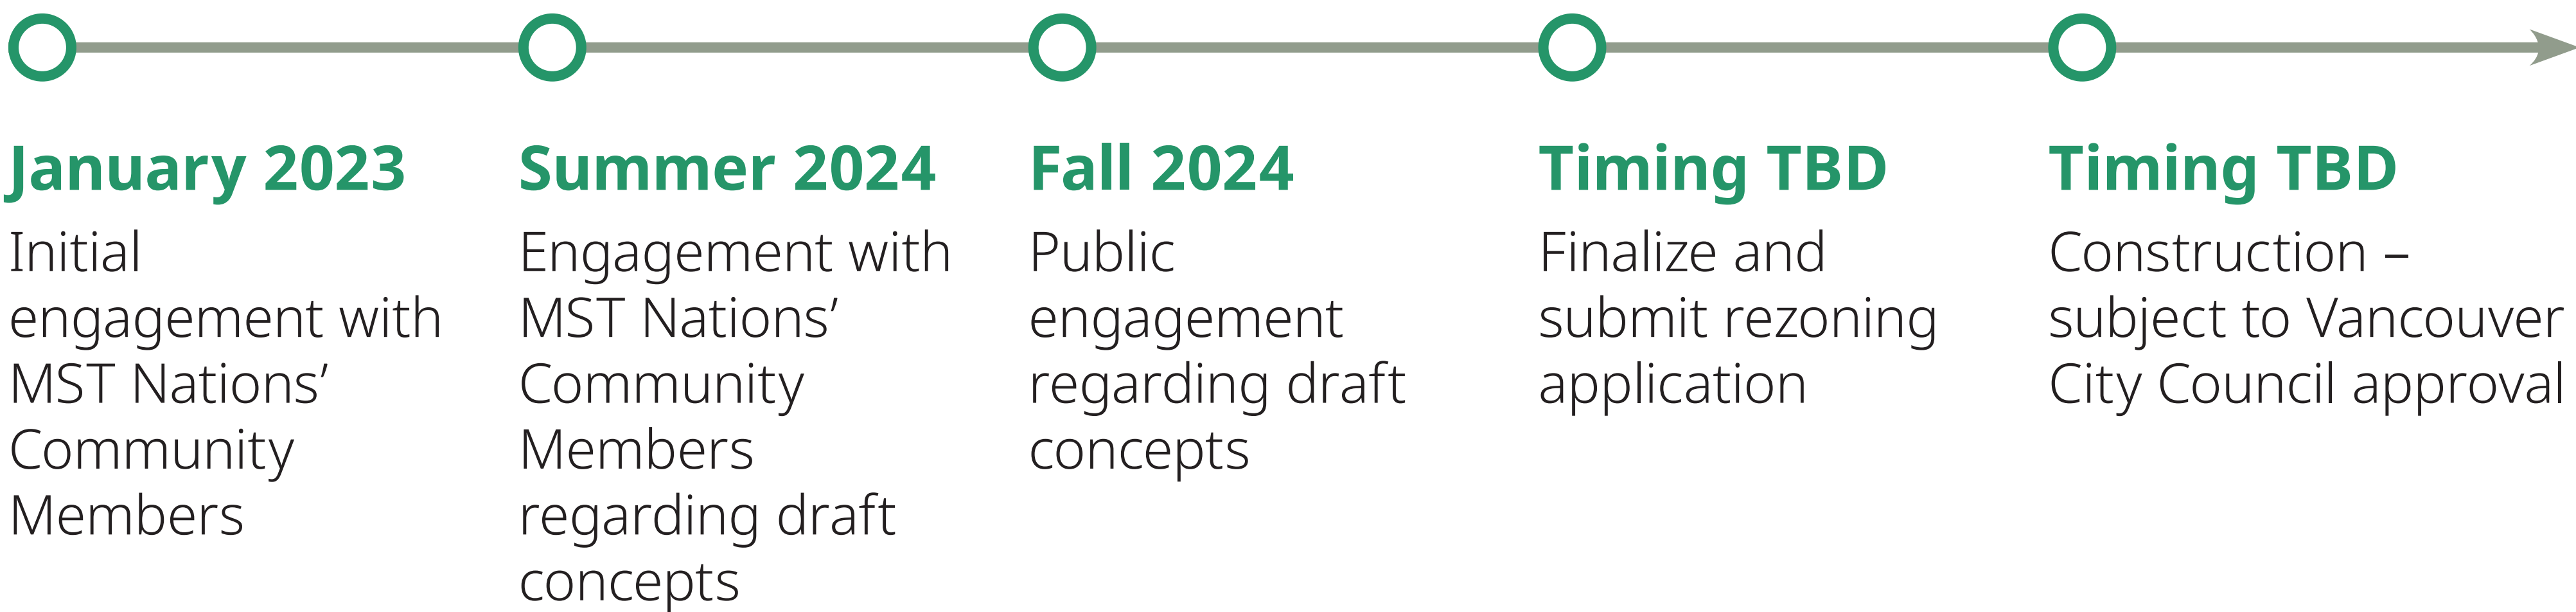 January 2023
Initial
engagement with
MST Nations’
Community
Members
Summer 2024
Engagement with
MST Nations’
Community
Members
regarding draft
concepts
Fall 2024
Public
engagement
regarding draft
concepts
Timing TBD
Finalize and
submit rezoning
application
Timing TBD
Construction –
subject to Vancouver
City Council approval